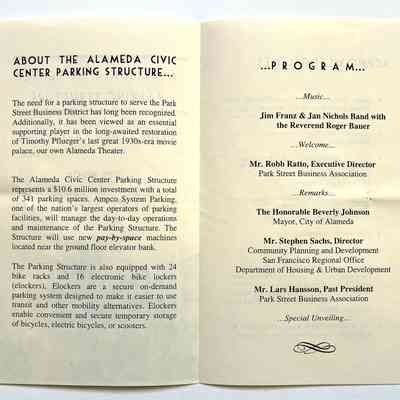 ABOUT THE ALAMEDA CIVIC
CENTER PARKING STRUCTURE...
The need for a parking structure to serve the Park
Street Business District has long been recognized.
Additionally, it has been viewed as an essential
supporting player in the long-awaited restoration
of Timothy Pflueger's last great 1930s-era movie
palace, our own Alameda Theater.
The Alameda Civic Center Parking Structure
represents a $10.6 million investment with a total
of 341 parking spaces. Ampco System Parking,
one of the nation's largest operators of parking
facilities, will manage the day-to-day operations
and maintenance of the Parking Structure. The
Structure will use new pay-by-space machines
located near the ground floor elevator bank.
The Parking Structure is also equipped with 24
bike racks and 16 electronic bike lockers
(elockers), Elockers are a secure on-demand
parking system designed to make it easier to use
transit and other mobility alternatives. Elockers
enable convenient and secure temporary storage
of bicycles, electric bicycles, or scooters.
...PROGRAM...
...Music...
Jim Franz & Jan Nichols Band with
the Reverend Roger Bauer
...Welcome...
Mr. Robb Ratto, Executive Director
Park Street Business Association
...Remarks...
The Honorable Beverly Johnson
Mayor, City of Alameda
Mr. Stephen Sachs, Director
Community Planning and Development
San Francisco Regional Office
Department of Housing & Urban Development
Mr. Lars Hansson, Past President
Park Street Business Association
...Special Unveiling...